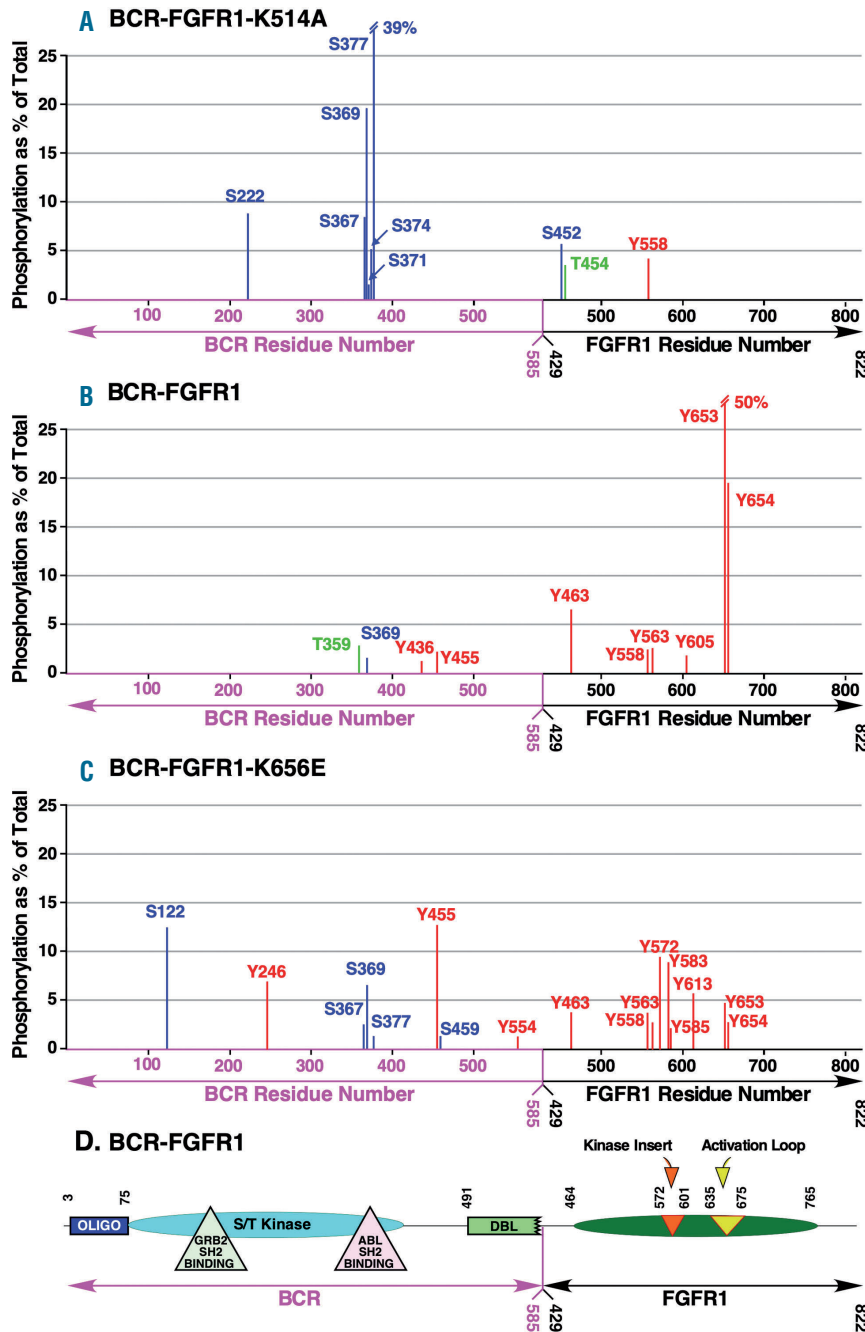 A BCR-FGFR1-K514A
Phosphorylation as % of Total
25
20
15
10
5
0
39%
S377
S369
S222
S367
S374
S371
S452
T454
Y558
100 200 300 400 500 500 600 700 800
BCR Residue Number
FGFR1 Residue Number
585
429
822
B BCR-FGFR1
Phosphorylation as % of Total
25
20
15
10
5
0
50%
Y653
Y654
Y463
T359
S369
Y436
Y455
Y558
Y563
Y605
100 200 300 400 500 500 600 700 800
BCR Residue Number
FGFR1 Residue Number
585
429
822
C BCR-FGFR1-K656E
Phosphorylation as % of Total
25
20
15
10
5
0
S122
Y246
S367
S369
S377
Y455
S459
Y554
Y463
Y563
Y558
Y572
Y583
Y585
Y613
Y653
Y654
100 200 300 400 500 500 600 700 800
BCR Residue Number
FGFR1 Residue Number
585
429
822
D. BCR-FGFR1
Kinase Insert
Activation Loop
3
75
491
464
572
601
635
675
765
OLIGO
S/T Kinase
GRB2
SH2
BINDING
ABL
SH2
BINDING
DBL
BCR
FGFR1
585
429
822